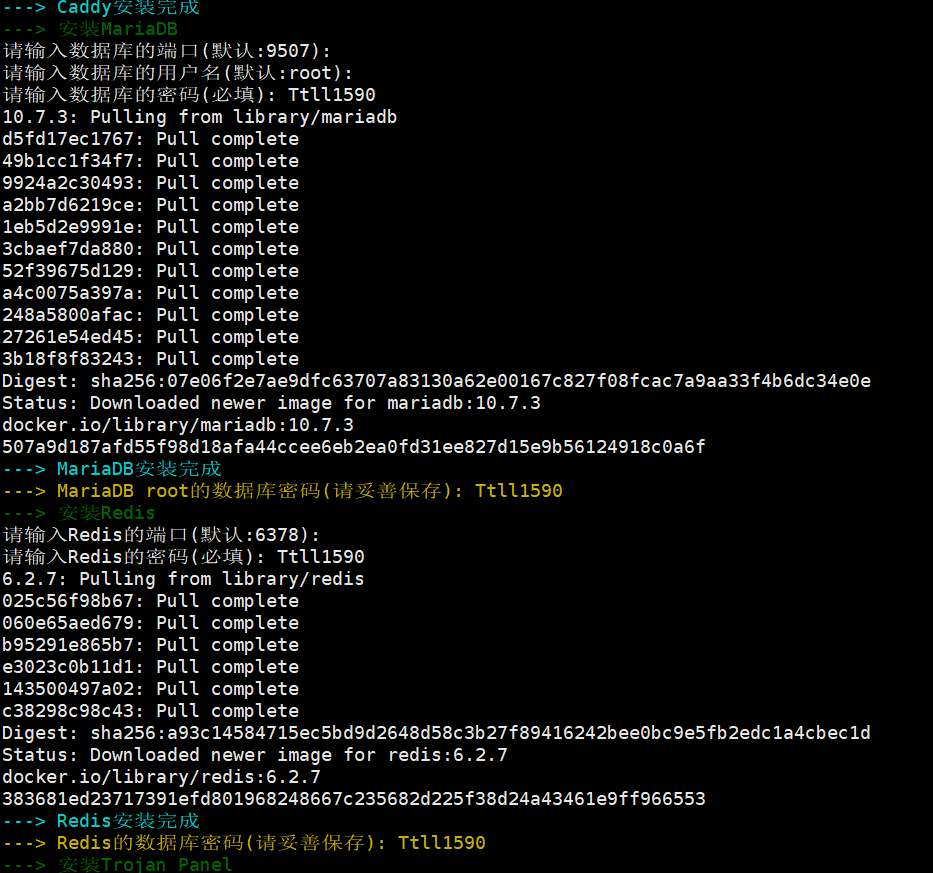 ---> Caddy安装完成
---> 安装MariaDB
请输入数据库的端口(默认:9507):
请输入数据库的用户名(默认:root):
请输入数据库的密码(必填): Ttll1590
10.7.3: Pulling from library/mariadb
d5fd17ec1767: Pull complete
49b1cc1f34f7: Pull complete
9924a2c30493: Pull complete
a2bb7d6219ce: Pull complete
1eb5d2e9991e: Pull complete
3cbaef7da880: Pull complete
52f39675d129: Pull complete
a4c0075a397a: Pull complete
248a5800afac: Pull complete
27261e54ed45: Pull complete
3b18f8f83243: Pull complete
Digest: sha256:07e06f2e7ae9dfc63707a83130a62e00167c827f08fcac7a9aa33f4b6dc34e0e
Status: Downloaded newer image for mariadb:10.7.3
docker.io/library/mariadb:10.7.3
507a9d187afd55f98d18afa44ccee6eb2ea0fd31ee827d15e9b56124918c0a6f
---> MariaDB安装完成
---> MariaDB root的数据库密码(请妥善保存): Ttll1590
---> 安装Redis
请输入Redis的端口(默认:6378):
请输入Redis的密码(必填): Ttll1590
6.2.7: Pulling from library/redis
025c56f98b67: Pull complete
060e65aed679: Pull complete
b95291e865b7: Pull complete
e3023c0b11d1: Pull complete
143500497a02: Pull complete
c38298c98c43: Pull complete
Digest: sha256:a93c14584715ec5bd9d2648d58c3b27f89416242bee0bc9e5fb2edc1a4cbec1d
Status: Downloaded newer image for redis:6.2.7
docker.io/library/redis:6.2.7
383681ed23717391efd801968248667c235682d225f38d24a43461e9ff966553
---> Redis安装完成
---> Redis的数据库密码(请妥善保存): Ttll1590
---> 安装Trojan Panel